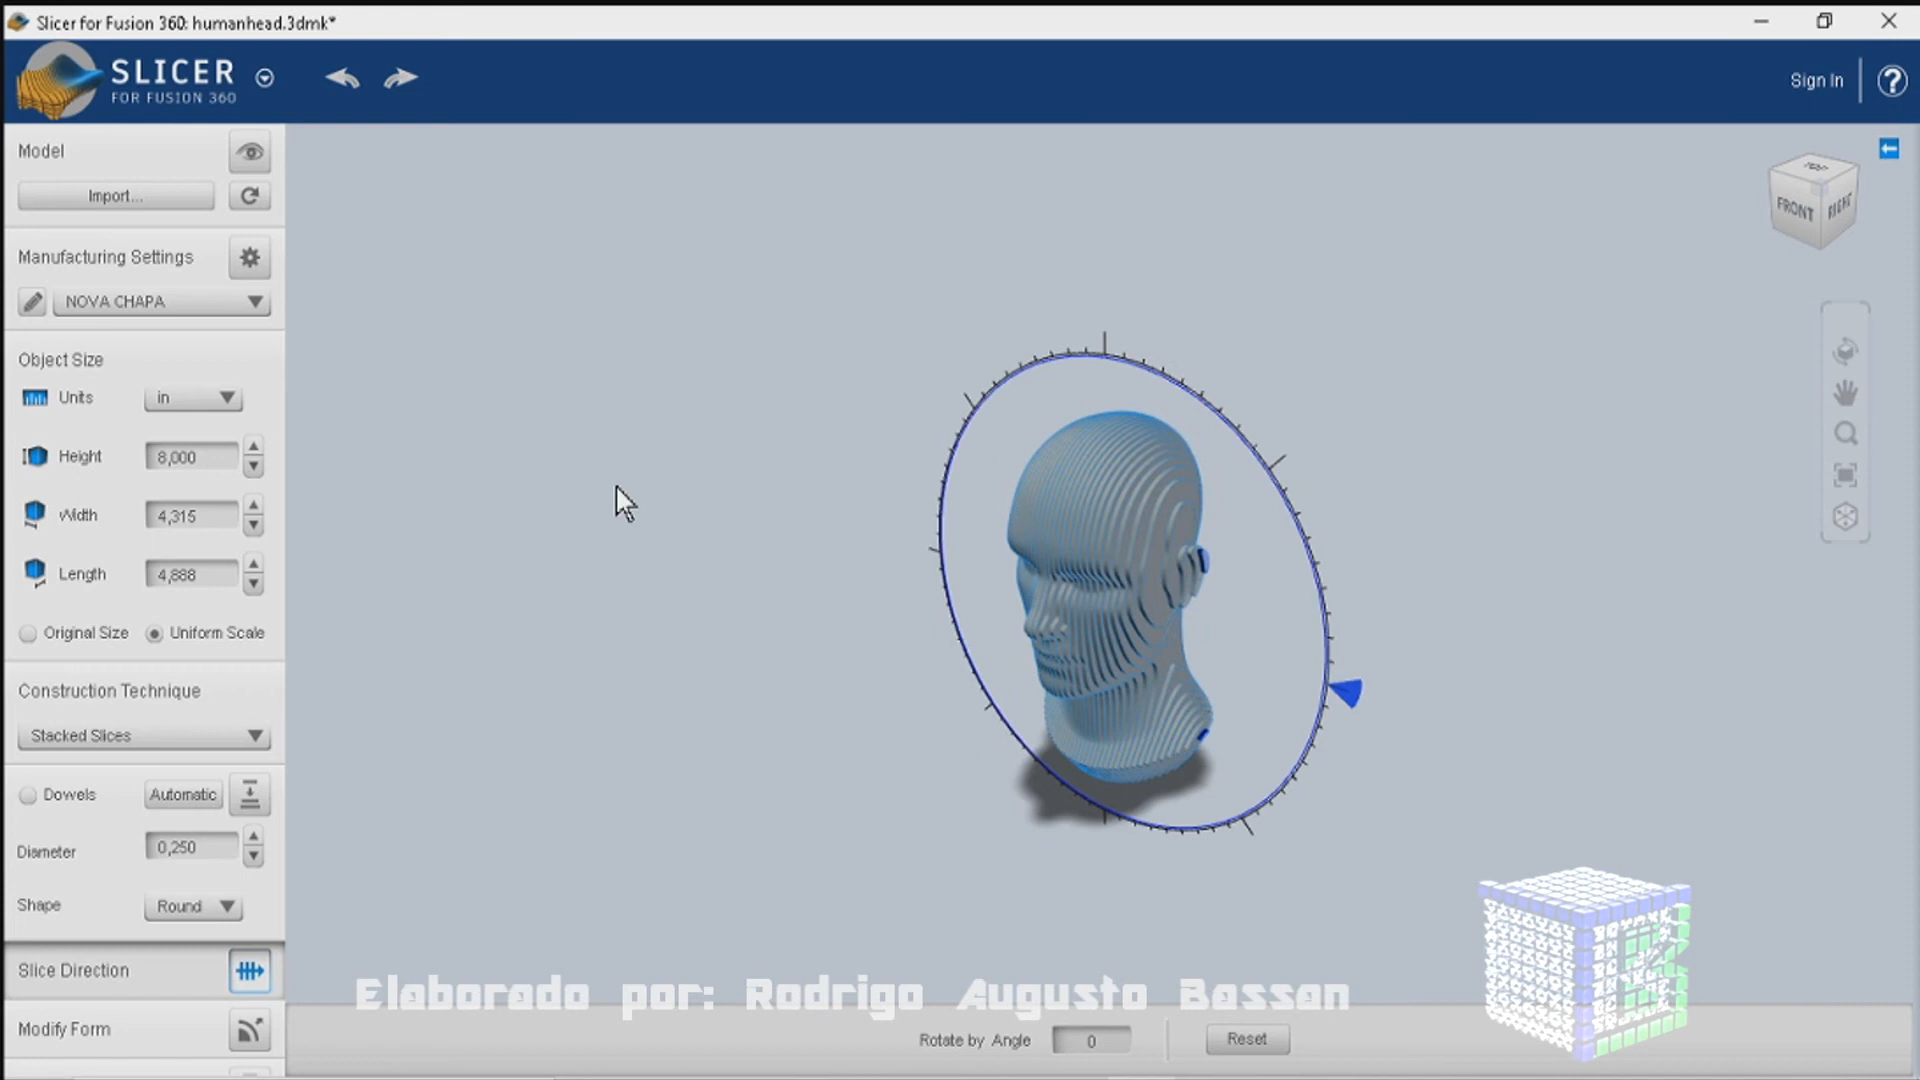 Slicer for Fusion 360: humanhead.3dmk*
SLICER
FOR FUSION 360
Sign In
?
Model
Import...
Manufacturing Settings
NOVA CHAPA
Object Size
Units in
Height 8,000
Width 4,315
Length 4,888
Original Size Uniform Scale
Construction Technique
Stacked Slices
Dowels Automatic
Diameter 0,250
Shape Round
Slice Direction
Modify Form
TOP
FRONT RIGHT
Elaborado por: Rodrigo Augusto Bassan
Rotate by Angle 0 Reset